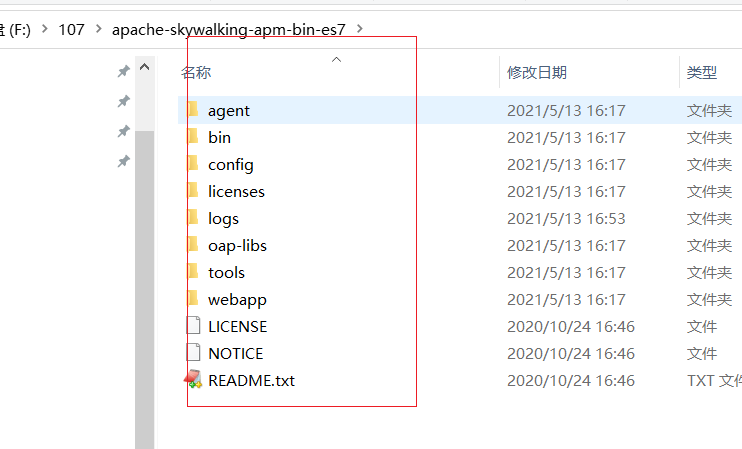 盘 (F:) > 107 > apache-skywalking-apm-bin-es7 >
名称 修改日期 类型
agent 2021/5/13 16:17 文件夹
bin 2021/5/13 16:17 文件夹
config 2021/5/13 16:17 文件夹
licenses 2021/5/13 16:17 文件夹
logs 2021/5/13 16:53 文件夹
oap-libs 2021/5/13 16:17 文件夹
tools 2021/5/13 16:17 文件夹
webapp 2021/5/13 16:17 文件夹
LICENSE 2020/10/24 16:46 文件
NOTICE 2020/10/24 16:46 文件
README.txt 2020/10/24 16:46 TXT 文件